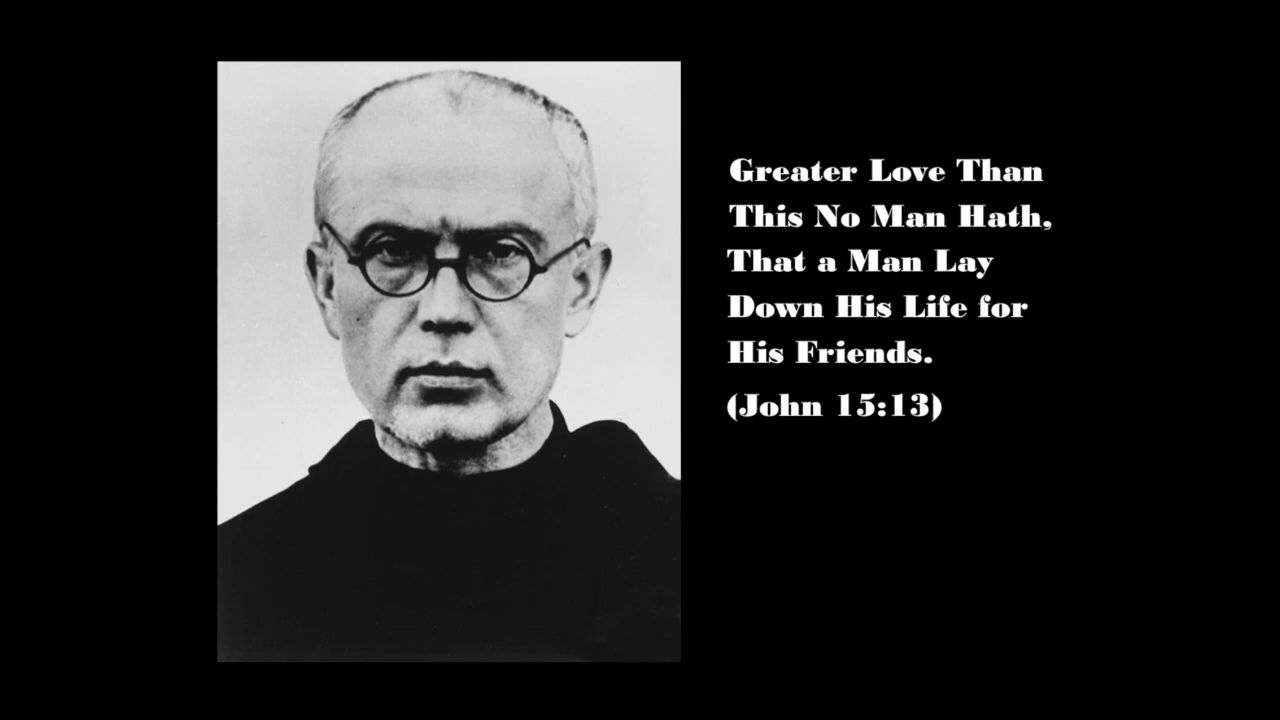 Greater Love Than
This No Man Hath,
That a Man Lay
Down His Life for
His Friends.
(John 15:13)